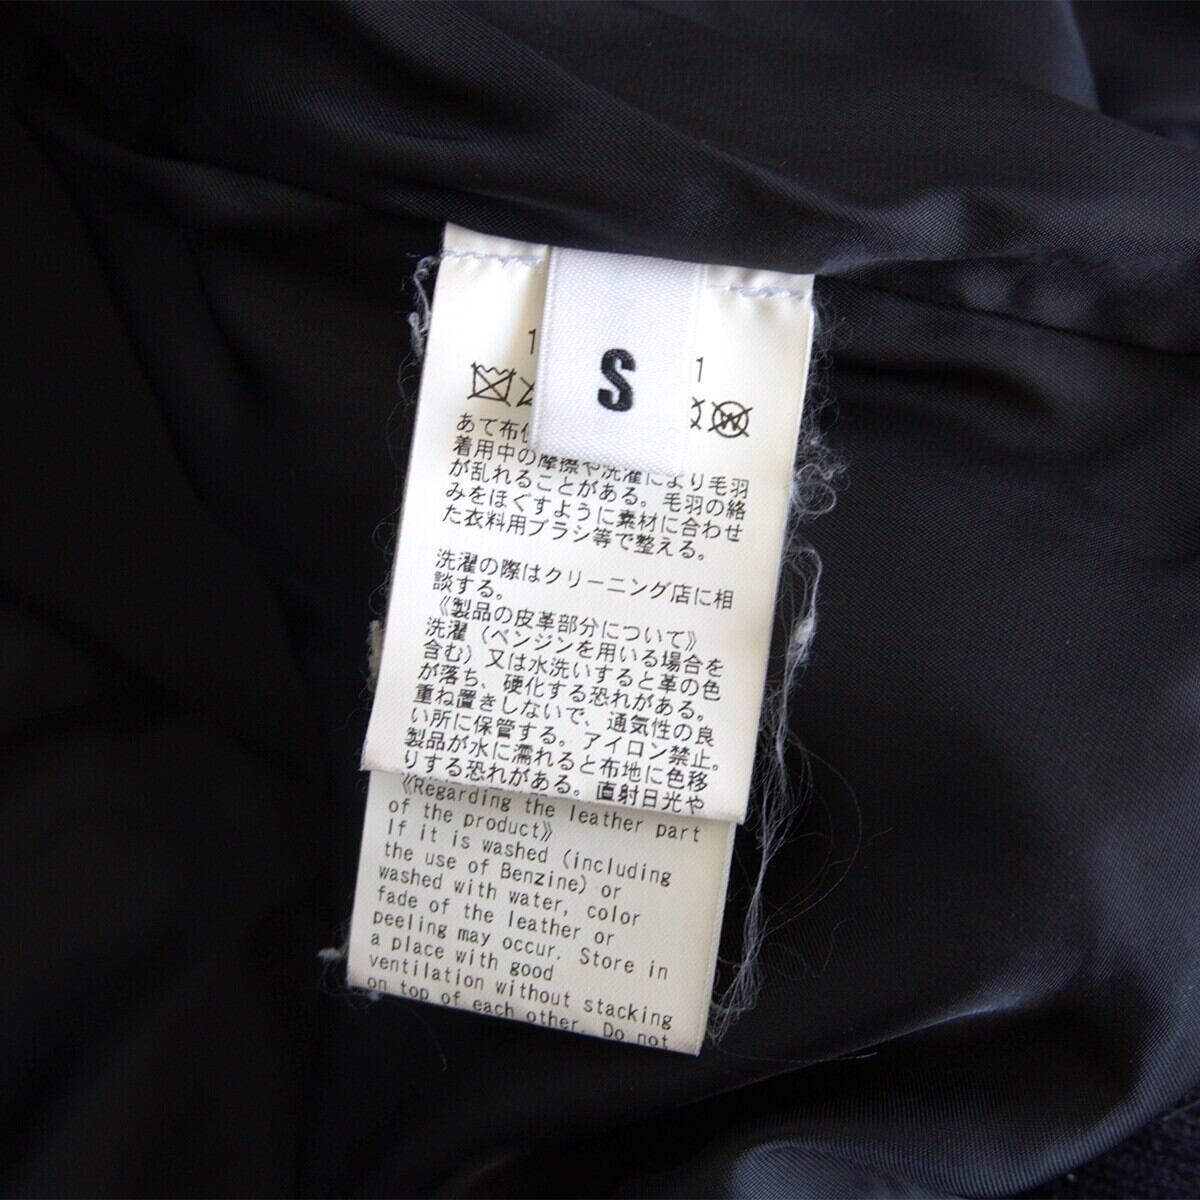 S
1
1
W
あて布
着用中の摩擦や洗濯により毛羽
が乱れることがある。毛羽の絡
みをほぐすように素材に合わせ
た衣料用ブラシ等で整える。
洗濯の際はクリーニング店に相
談する。
《製品の皮革部分について》
洗濯（ベンジンを用いる場合を
含む）又は水洗いすると革の色
が落ち、硬化する恐れがある。
重ね置きしないで、通気性の良
い所に保管する。アイロン禁止。
製品が水に濡れると布地に色移
りする恐れがある。直射日光や
《Regarding the leather part
of the product》
If it is washed (including
the use of Benzine) or
washed with water, color
fade of the leather or
peeling may occur. Store in
a place with good
ventilation without stacking
on top of each other. Do not